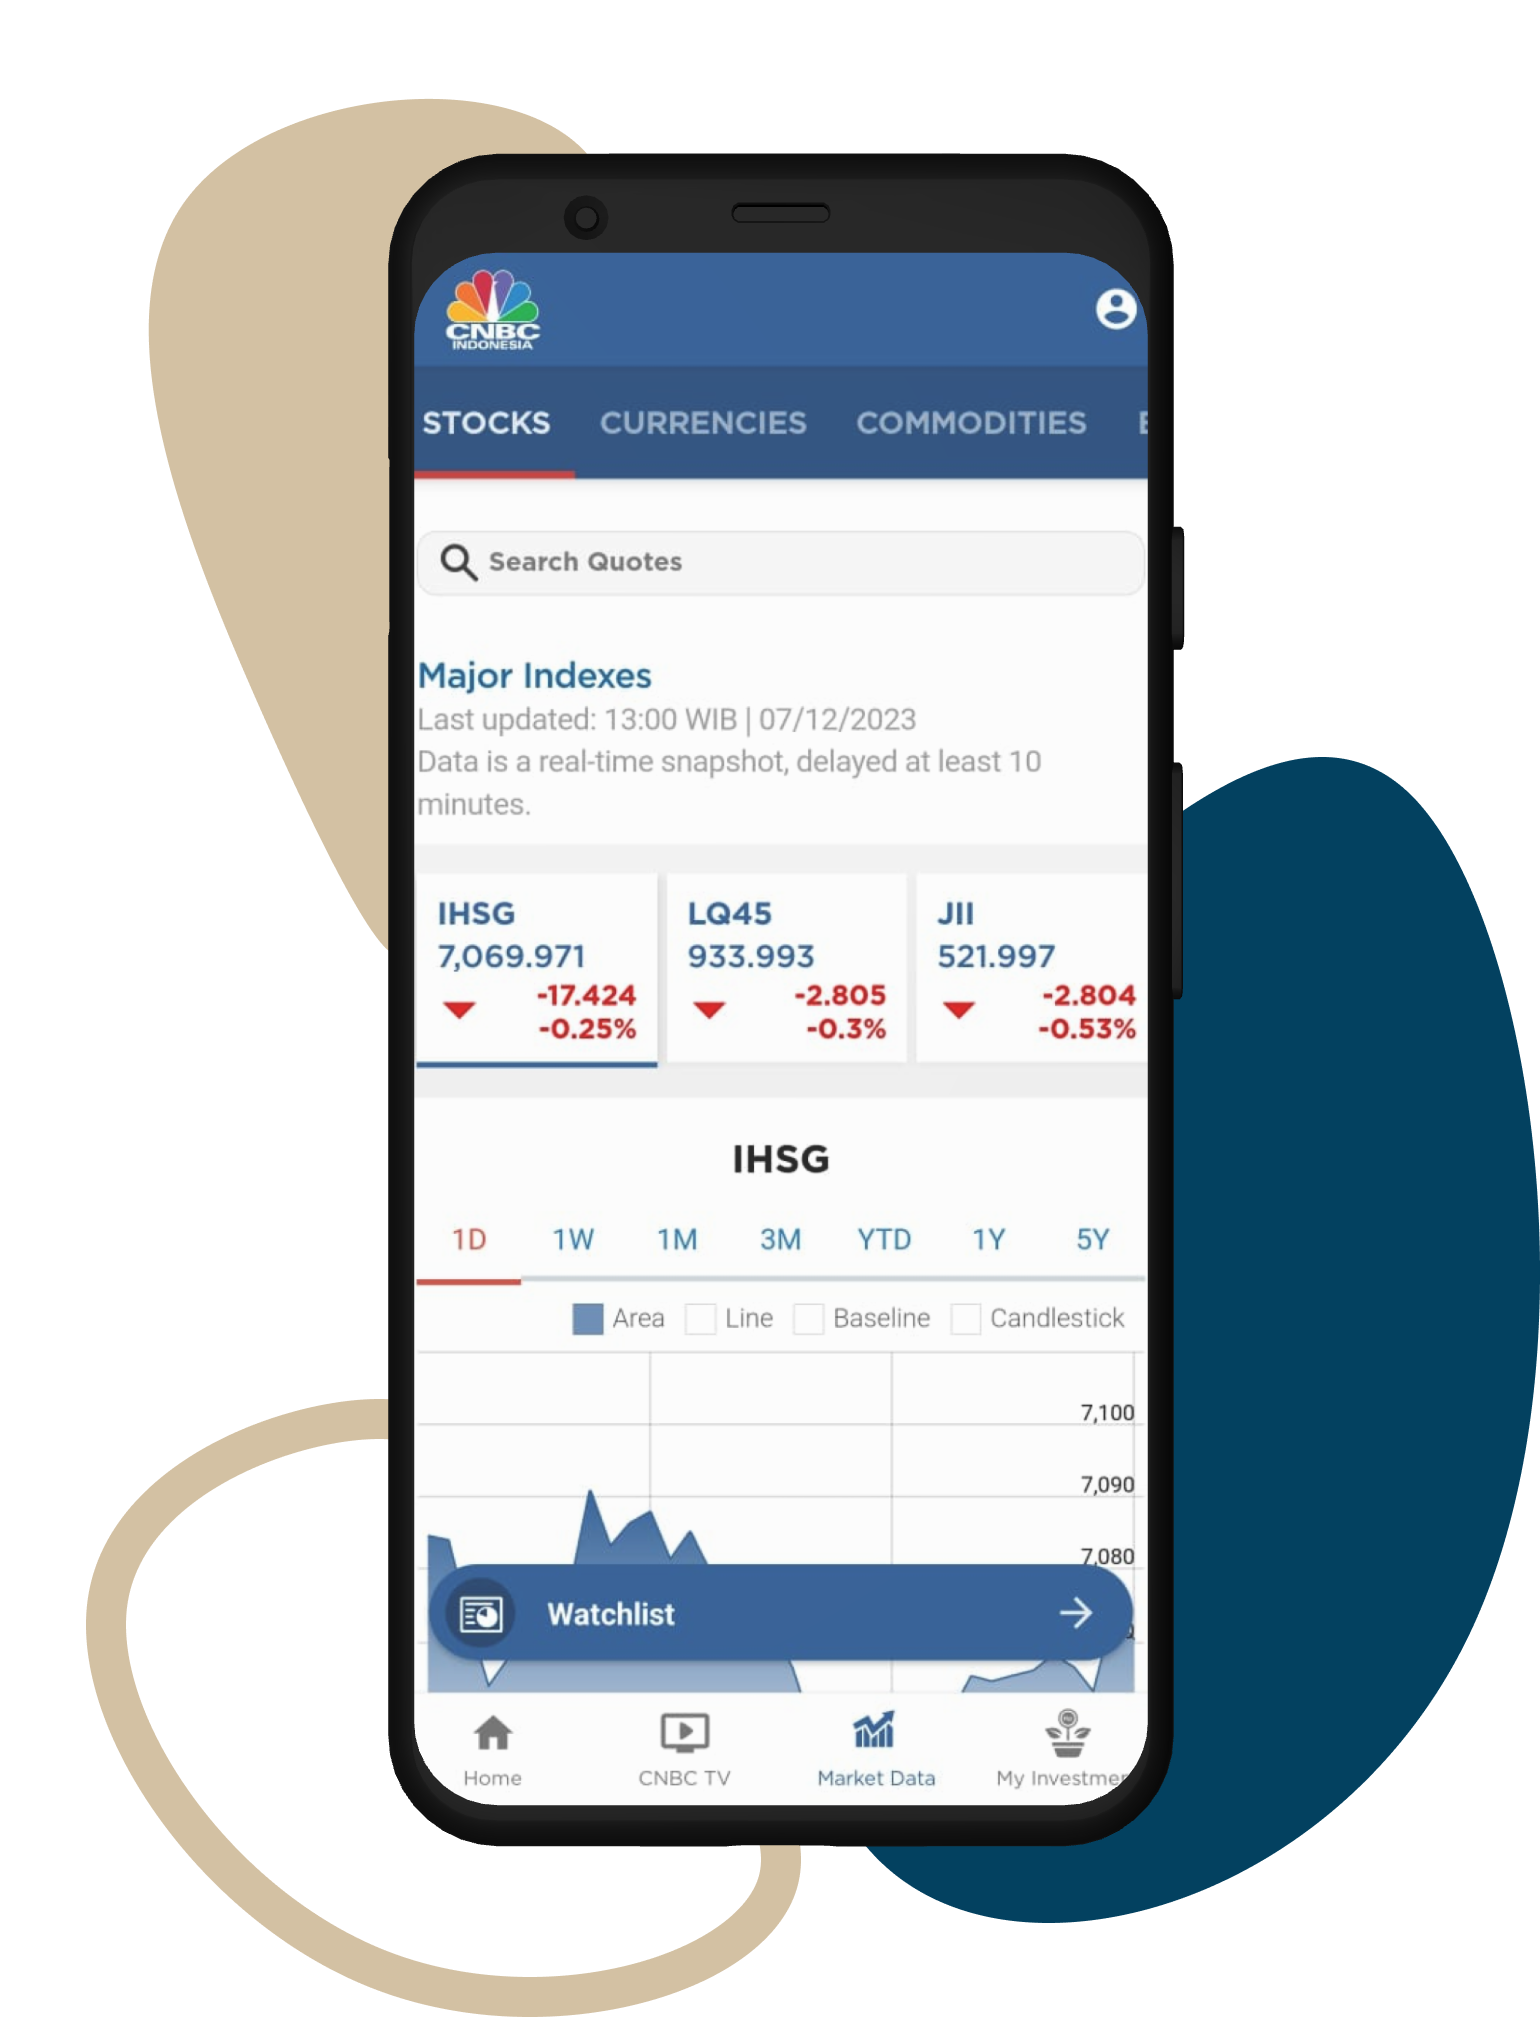 CNBC
INDONESIA
STOCKS CURRENCIES COMMODITIES
Search Quotes
Major Indexes
Last updated: 13:00 WIB | 07/12/2023
Data is a real-time snapshot, delayed at least 10
minutes.
IHSG
7,069.971
-17.424
-0.25%
LQ45
933.993
-2.805
-0.3%
JII
521.997
-2.804
-0.53%
IHSG
1D 1W 1M 3M YTD 1Y 5Y
Area Line Baseline Candlestick
7,100
7,090
7,080
Watchlist
Home CNBC TV Market Data My